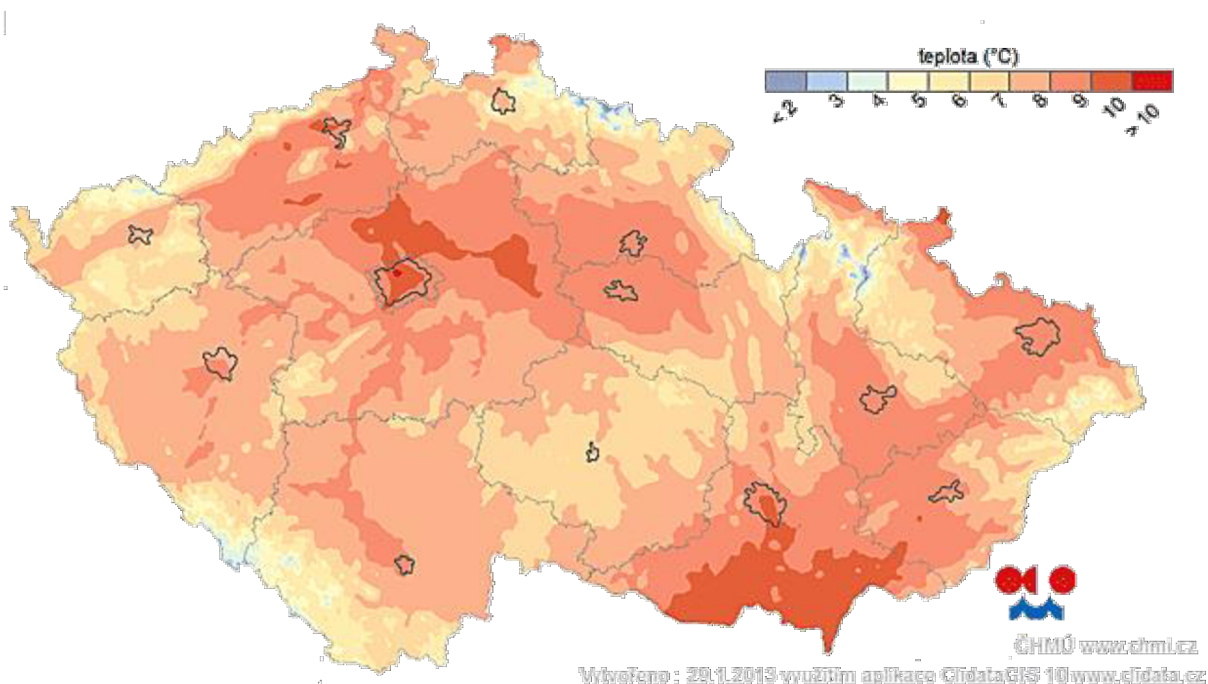 teplota (°C)
< 2 3 4 5 6 7 8 9 10 > 10
ČHMÚ www.chmi.cz
Vytvořeno : 29.1.2013 využitím aplikace ClidataGIS 10 www.clidata.cz